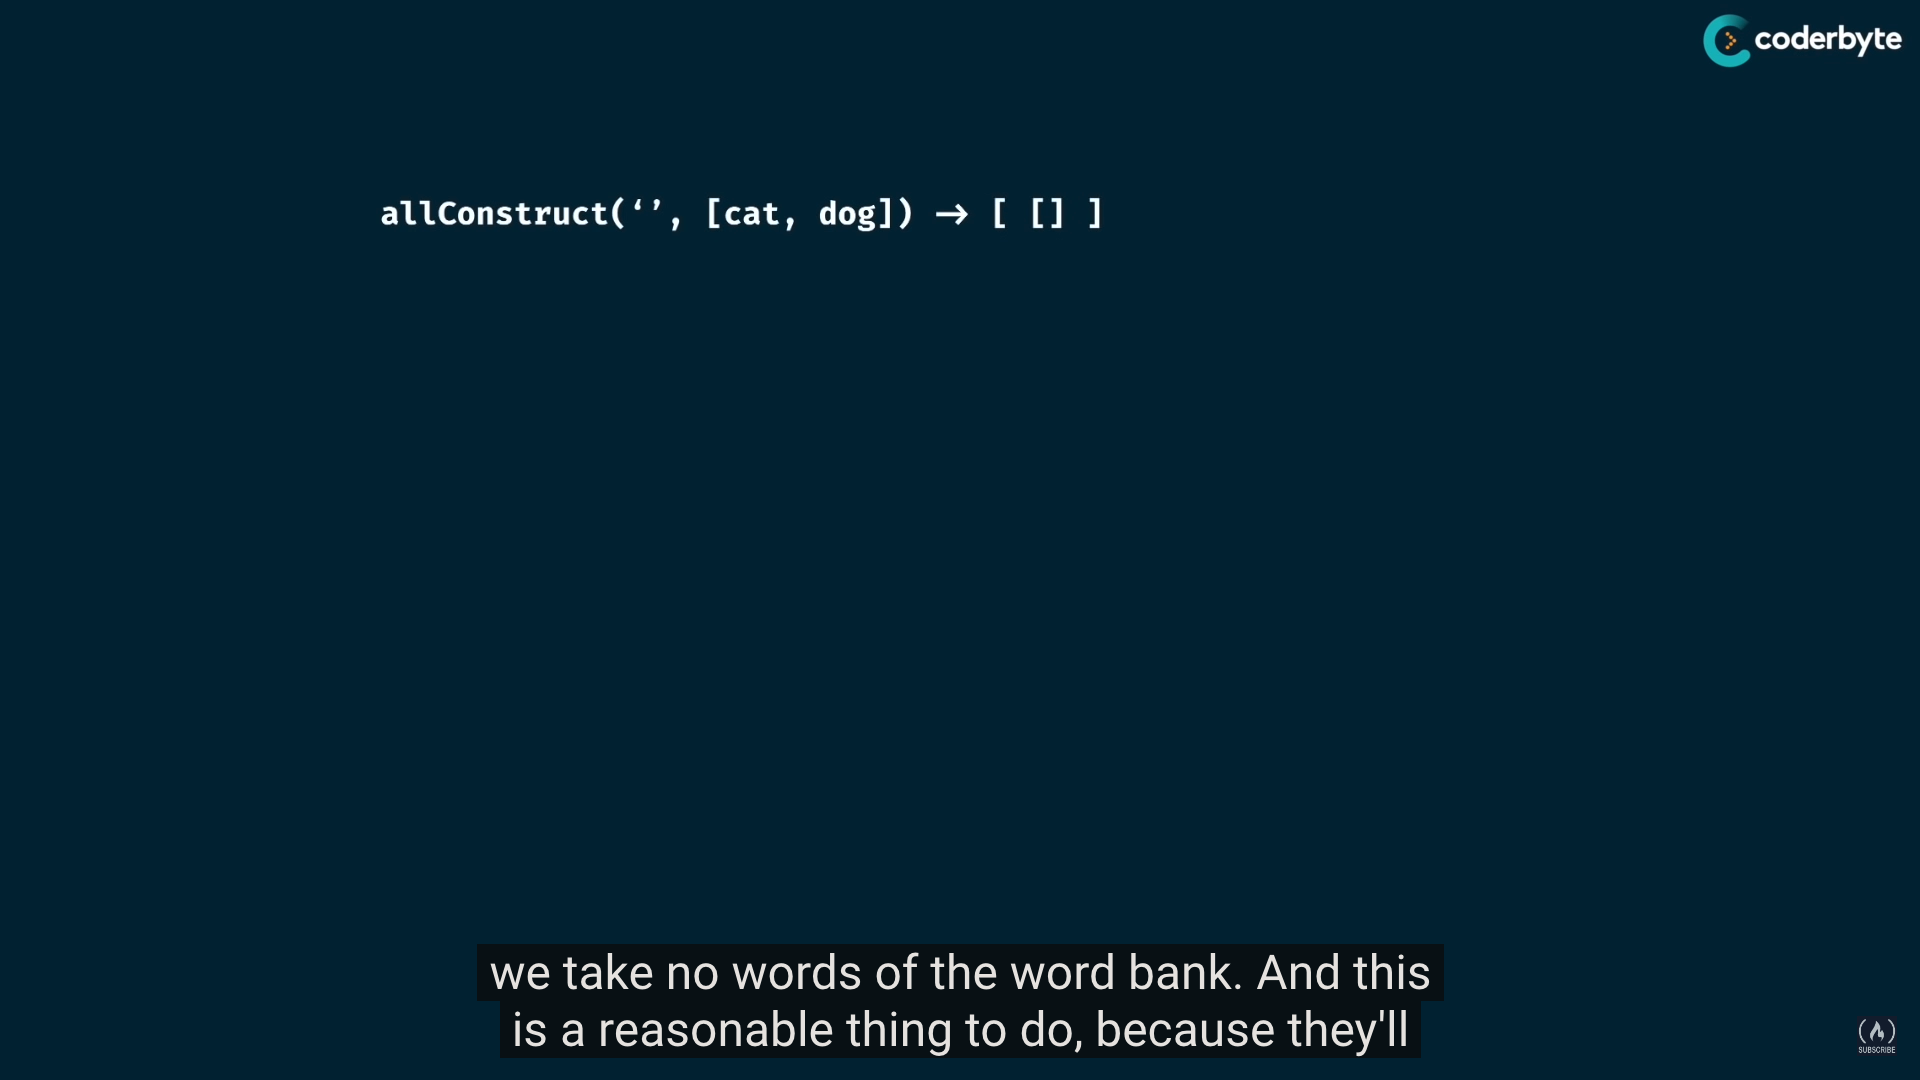 coderbyte
allConstruct(‘’, [cat, dog]) → [ [] ]
we take no words of the word bank. And this
is a reasonable thing to do, because they'll
SUBSCRIBE